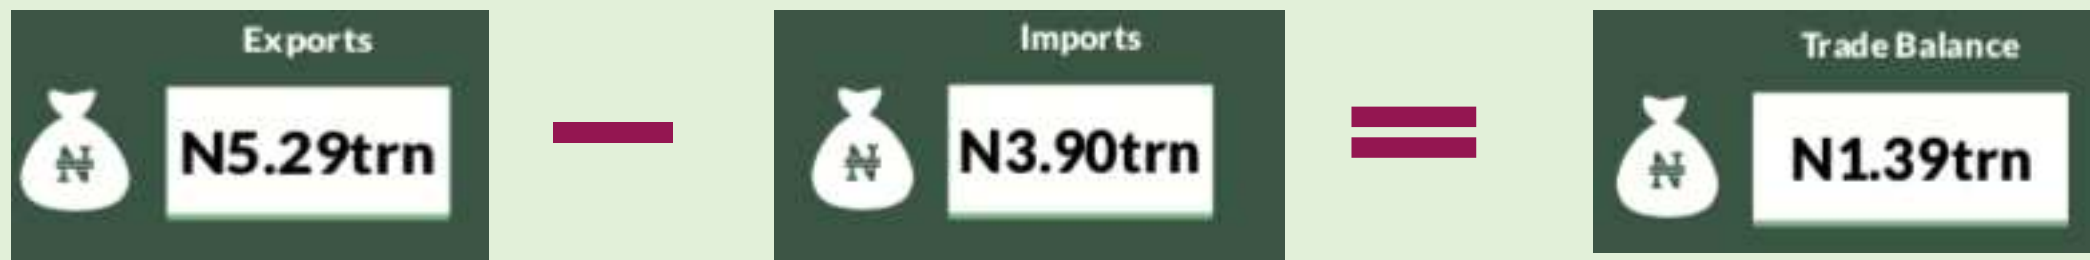 Exports
₦
N5.29trn
Imports
₦
N3.90trn
Trade Balance
₦
N1.39trn